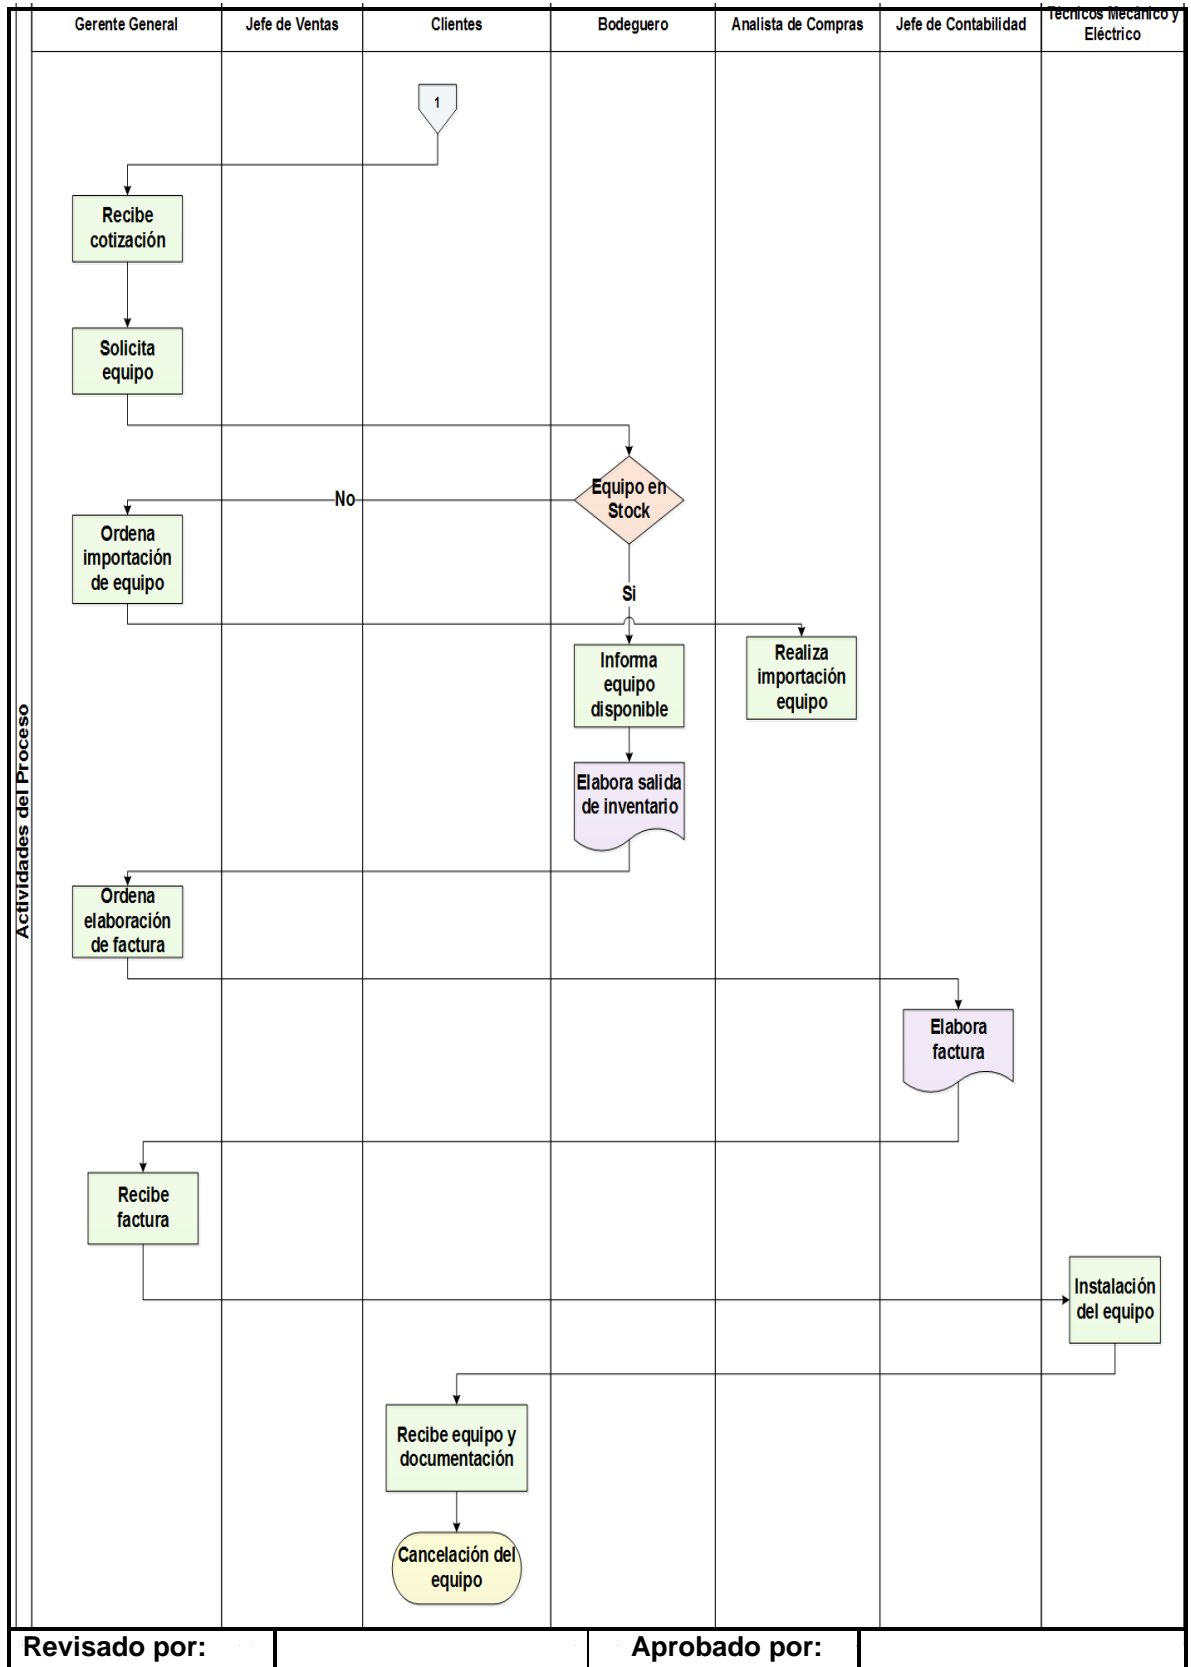 Gerente General
Jefe de Ventas
Clientes
Bodeguero
Analista de Compras
Jefe de Contabilidad
Técnicos Mecánico y
Eléctrico
Actividades del Proceso
1
Recibe
cotización
Solicita
equipo
Equipo en
Stock
No
Ordena
importación
de equipo
Si
Informa
equipo
disponible
Realiza
importación
equipo
Elabora salida
de inventario
Ordena
elaboración
de factura
Elabora
factura
Recibe
factura
Instalación
del equipo
Recibe equipo y
documentación
Cancelación del
equipo
Revisado por:
Aprobado por: